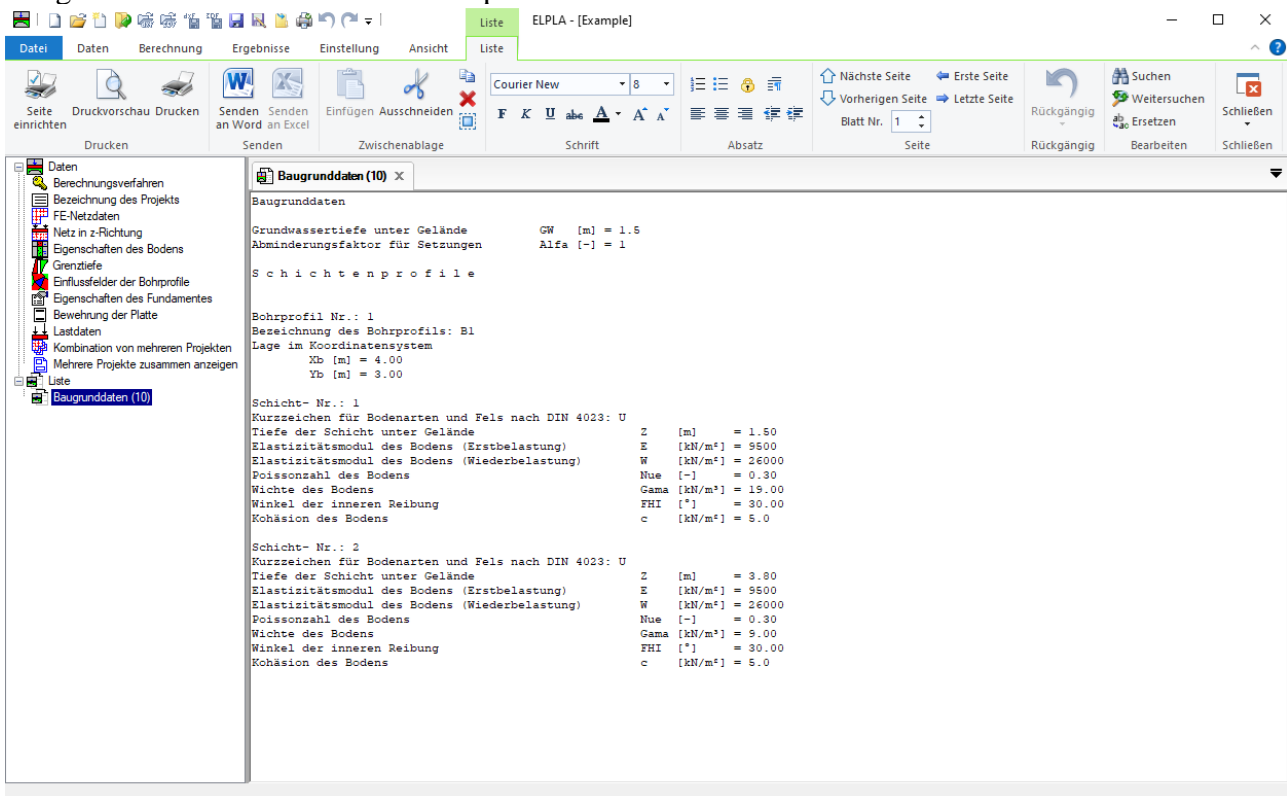 Liste
ELPLA - [Example]
Datei Daten Berechnung Ergebnisse Einstellung Ansicht Liste
Seite einrichten
Druckvorschau
Drucken
Drucken
Senden an Word
Senden an Excel
Senden
Einfügen
Ausschneiden
Zwischenablage
Courier New 8
F K U abc A A A
Schrift
Absatz
Nächste Seite Erste Seite
Vorherigen Seite Letzte Seite
Blatt Nr. 1
Seite
Rückgängig
Rückgängig
Suchen
Weitersuchen
Ersetzen
Bearbeiten
Schließen
Schließen
Daten
Berechnungsverfahren
Bezeichnung des Projekts
FE-Netzdaten
Netz in z-Richtung
Eigenschaften des Bodens
Grenztiefe
Einflussfelder der Bohrprofile
Eigenschaften des Fundamentes
Bewehrung der Platte
Lastdaten
Kombination von mehreren Projekten
Mehrere Projekte zusammen anzeigen
Liste
Baugrunddaten (10)
Baugrunddaten (10) x
Baugrunddaten
Grundwassertiefe unter Gelände GW [m] = 1.5
Abminderungsfaktor für Setzungen Alfa [-] = 1
S c h i c h t e n p r o f i l e
Bohrprofil Nr.: 1
Bezeichnung des Bohrprofils: B1
Lage im Koordinatensystem
Xb [m] = 4.00
Yb [m] = 3.00
Schicht- Nr.: 1
Kurzzeichen für Bodenarten und Fels nach DIN 4023: U
Tiefe der Schicht unter Gelände Z [m] = 1.50
Elastizitätsmodul des Bodens (Erstbelastung) E [kN/m²] = 9500
Elastizitätsmodul des Bodens (Wiederbelastung) W [kN/m²] = 26000
Poissonzahl des Bodens Nue [-] = 0.30
Wichte des Bodens Gama [kN/m³] = 19.00
Winkel der inneren Reibung FHI [°] = 30.00
Kohäsion des Bodens c [kN/m²] = 5.0
Schicht- Nr.: 2
Kurzzeichen für Bodenarten und Fels nach DIN 4023: U
Tiefe der Schicht unter Gelände Z [m] = 3.80
Elastizitätsmodul des Bodens (Erstbelastung) E [kN/m²] = 9500
Elastizitätsmodul des Bodens (Wiederbelastung) W [kN/m²] = 26000
Poissonzahl des Bodens Nue [-] = 0.30
Wichte des Bodens Gama [kN/m³] = 9.00
Winkel der inneren Reibung FHI [°] = 30.00
Kohäsion des Bodens c [kN/m²] = 5.0